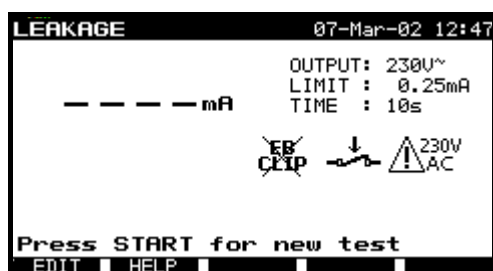 LEAKAGE 07-Mar-02 12:47
OUTPUT: 230V~
LIMIT : 0.25mA
----mA TIME : 10s
EB CLIP
230V AC
Press START for new test
EDIT HELP